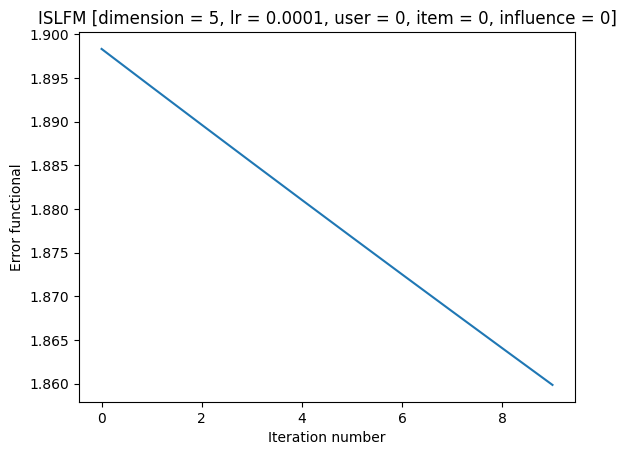 ISLFM [dimension = 5, lr = 0.0001, user = 0, item = 0, influence = 0]
1.900
1.895
1.890
1.885
1.880
1.875
1.870
1.865
1.860
Error functional
0 2 4 6 8
Iteration number